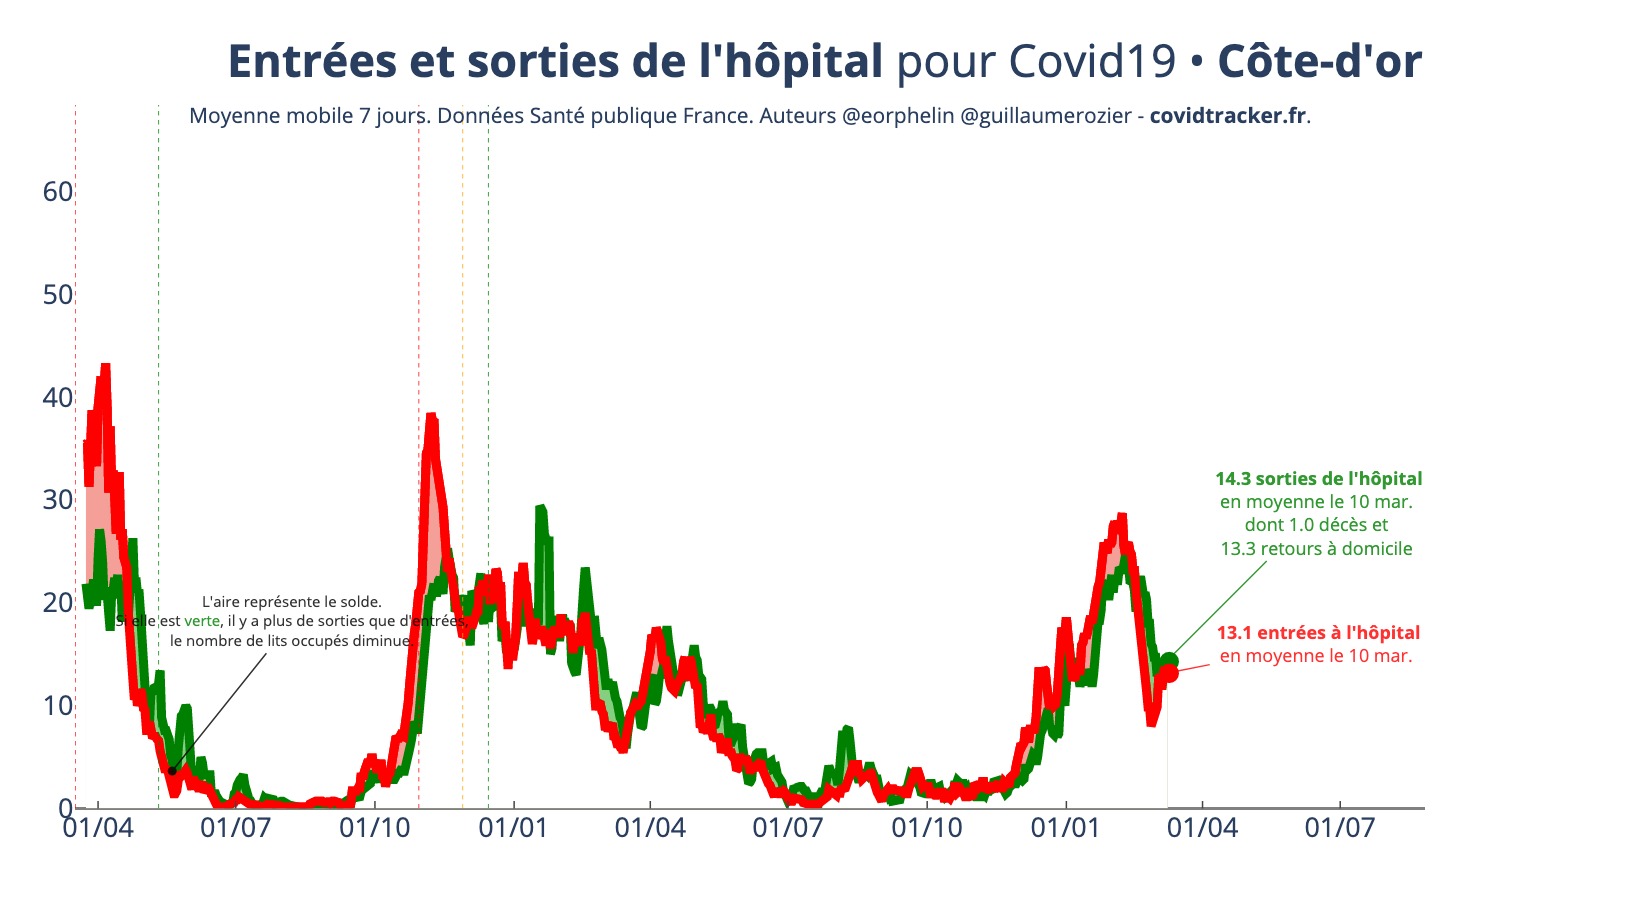 Entrées et sorties de l'hôpital pour Covid19 • Côte-d'or
Moyenne mobile 7 jours. Données Santé publique France. Auteurs @eorphelin @guillaumerozier - covidtracker.fr.
60
50
40
30
20
10
0
14.3 sorties de l'hôpital
en moyenne le 10 mar.
dont 1.0 décès et
13.3 retours à domicile
L'aire représente le solde.
Si elle est verte, il y a plus de sorties que d'entrées,
le nombre de lits occupés diminue.
13.1 entrées à l'hôpital
en moyenne le 10 mar.
01/04 01/07 01/10 01/01 01/04 01/07 01/10 01/01 01/04 01/07